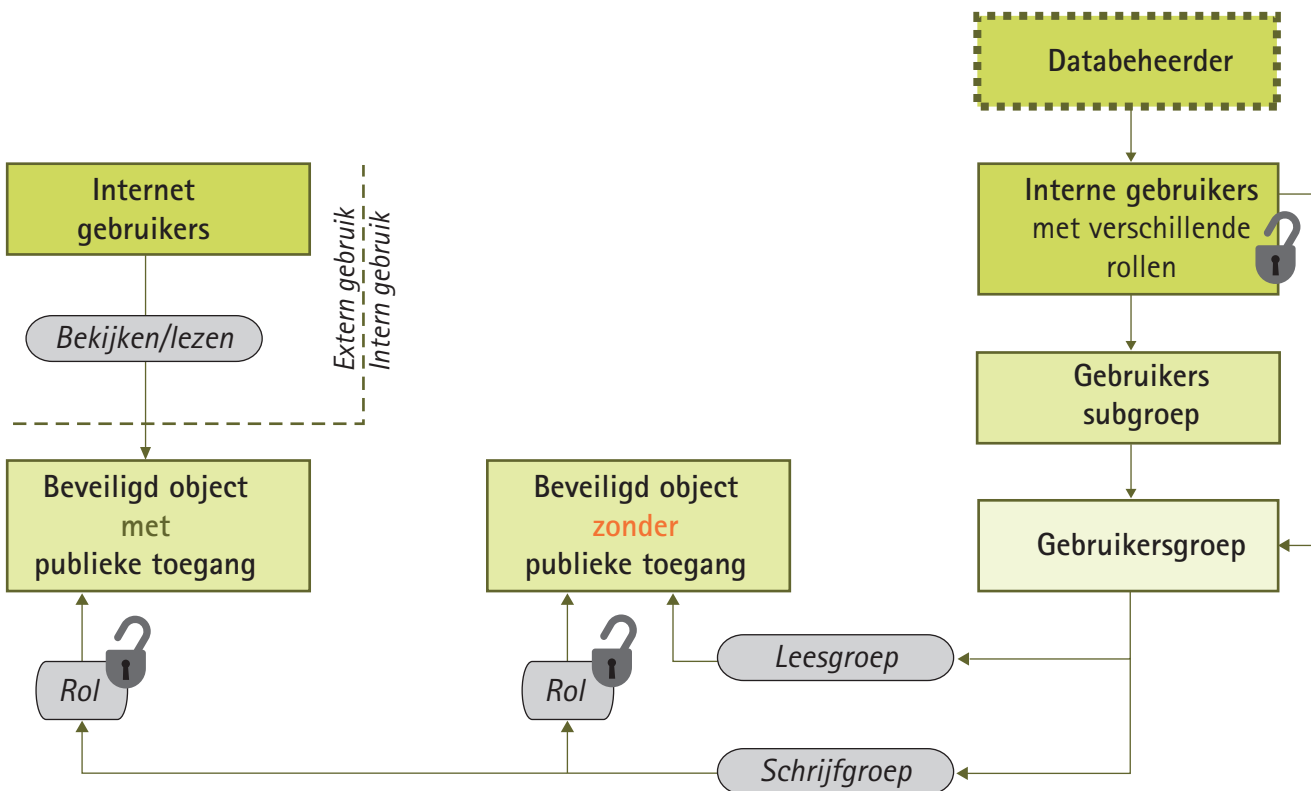 Databeheerder
Internet
gebruikers
Extern gebruik
Intern gebruik
Interne gebruikers
met verschillende
rollen
Bekijken/lezen
Gebruikers
subgroep
Beveiligd object
met
publieke toegang
Beveiligd object
zonder
publieke toegang
Gebruikersgroep
Leesgroep
Rol
Rol
Schrijfgroep